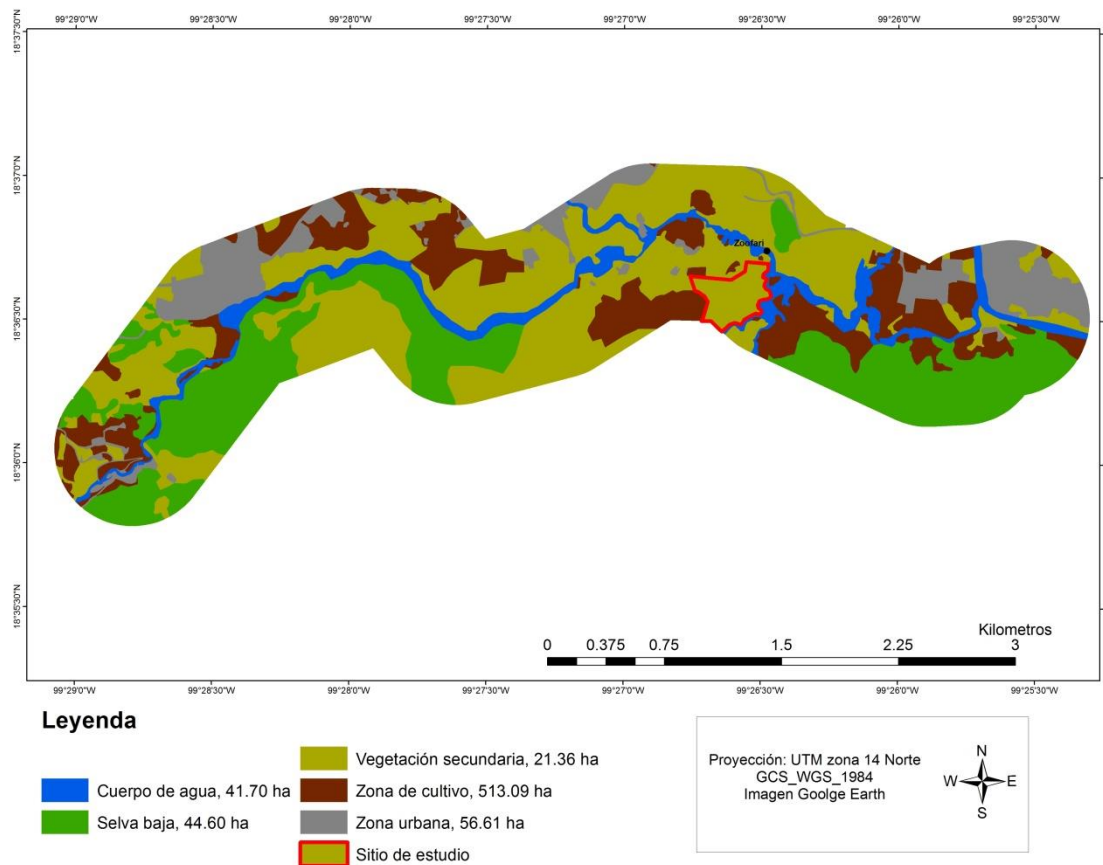 99°29'0"W 99°28'30"W 99°28'0"W 99°27'30"W 99°27'0"W 99°26'30"W 99°26'0"W 99°25'30"W
18°37'30"N
18°37'0"N
18°36'30"N
18°36'0"N
18°35'30"N
Zoofari
Kilometros
0 0.375 0.75 1.5 2.25 3
99°29'0"W 99°28'30"W 99°28'0"W 99°27'30"W 99°27'0"W 99°26'30"W 99°26'0"W 99°25'30"W
Leyenda
Cuerpo de agua, 41.70 ha
Selva baja, 44.60 ha
Vegetación secundaria, 21.36 ha
Zona de cultivo, 513.09 ha
Zona urbana, 56.61 ha
Sitio de estudio
Proyección: UTM zona 14 Norte
GCS_WGS_1984
Imagen Goolge Earth
N
W E
S